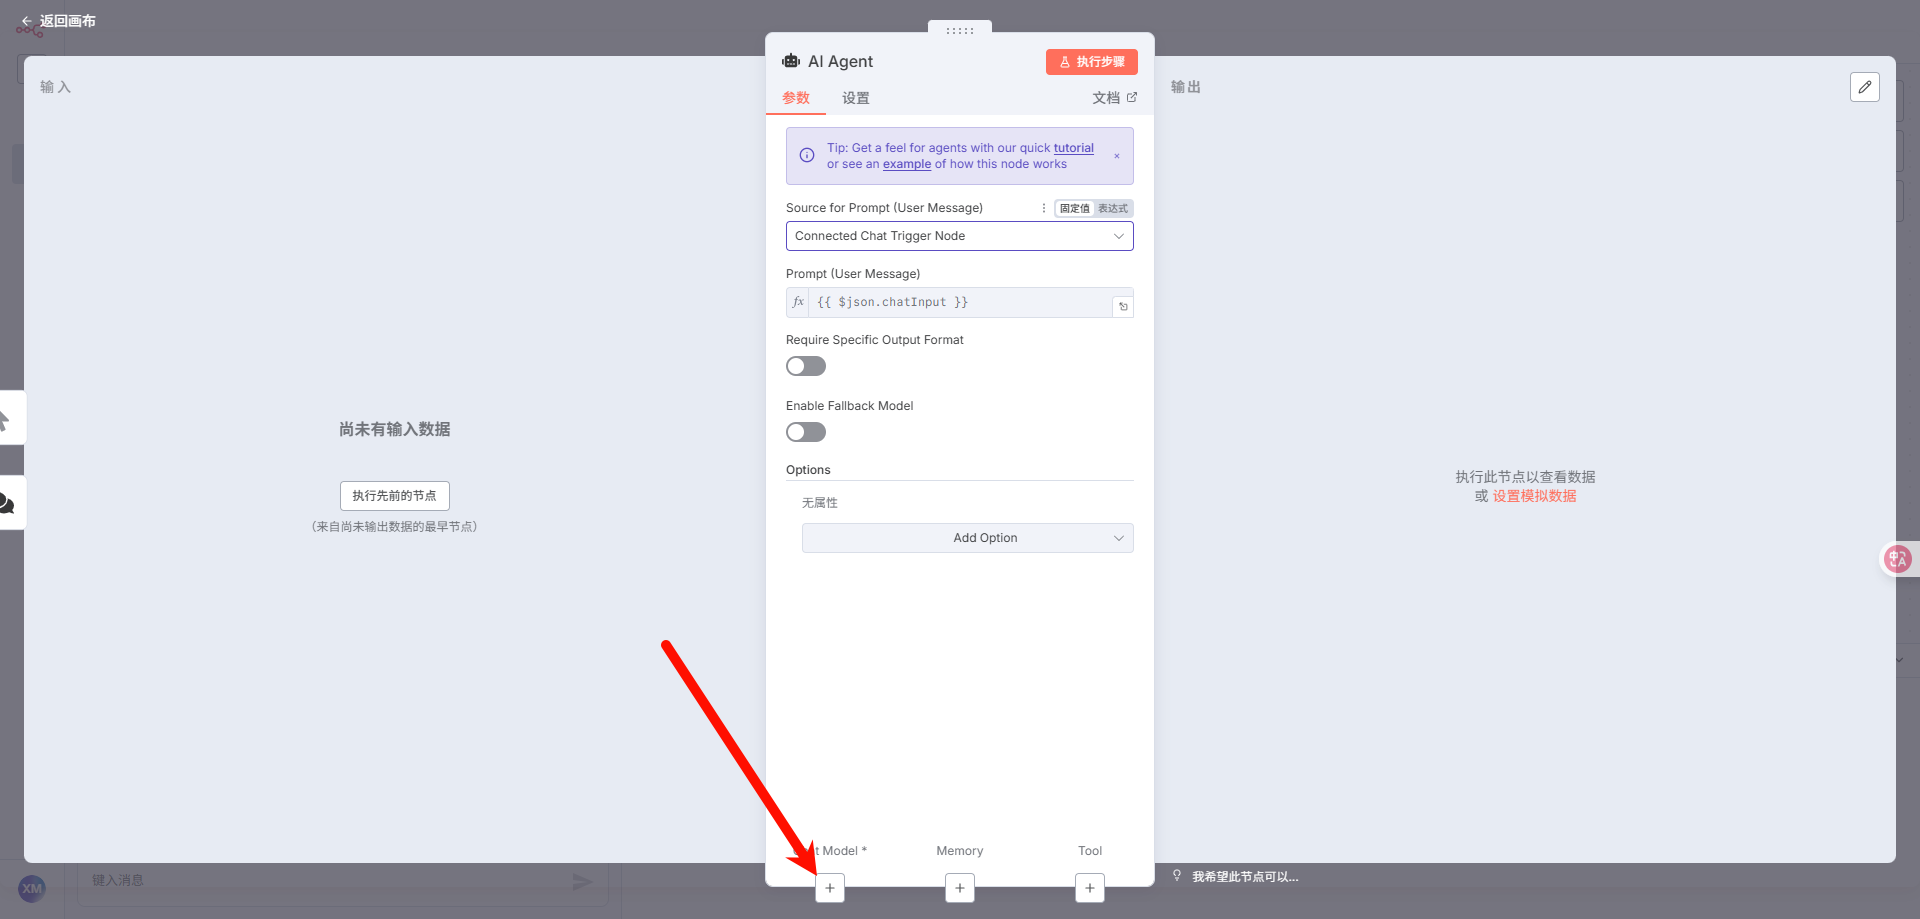 返回画布
输入
尚未有输入数据
执行先前的节点
（来自尚未输出数据的最早节点）
AI Agent
执行步骤
参数
设置
文档
Tip: Get a feel for agents with our quick tutorial
or see an example of how this node works
Source for Prompt (User Message)
固定值
表达式
Connected Chat Trigger Node
Prompt (User Message)
fx
{{ $json.chatInput }}
Require Specific Output Format
Enable Fallback Model
Options
无属性
Add Option
t Model *
Memory
Tool
输出
执行此节点以查看数据
或 设置模拟数据
中 A
XM
键入消息
我希望此节点可以...